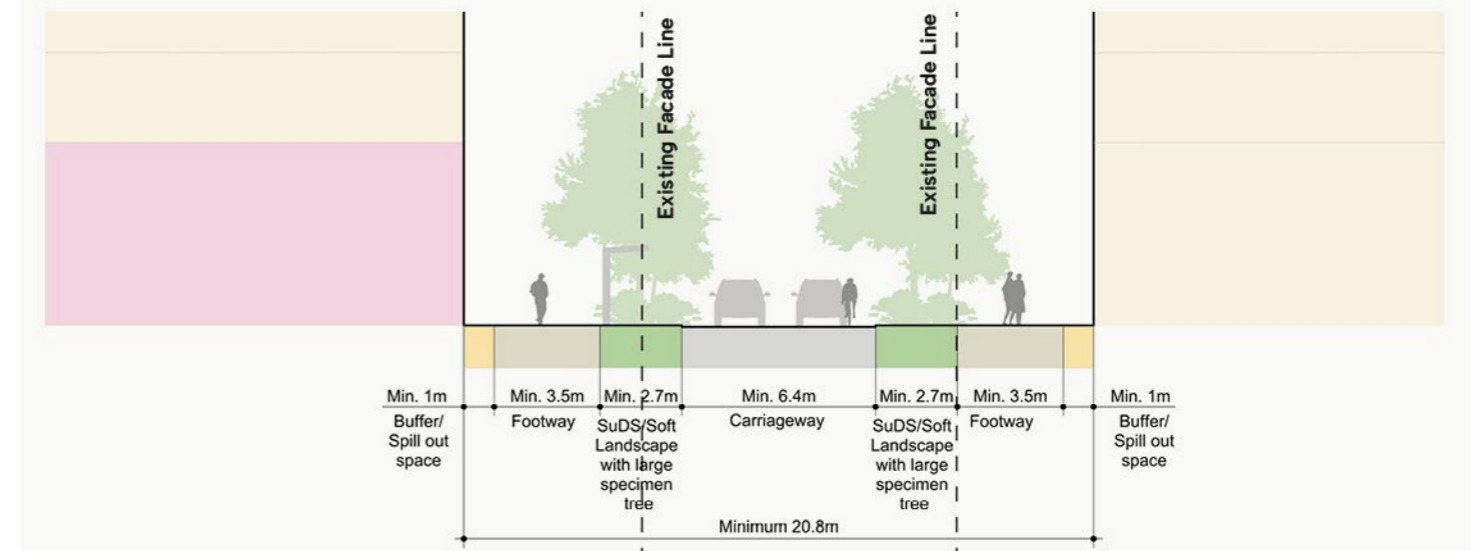 Existing Facade Line
Existing Facade Line
Min. 1m
Min. 3.5m
Min. 2.7m
Min. 6.4m
Min. 2.7m
Min. 3.5m
Min. 1m
Buffer/
Spill out
space
Footway
SuDS/Soft
Landscape
with large
specimen
tree
Carriageway
SuDS/Soft
Landscape
with large
specimen
tree
Footway
Buffer/
Spill out
space
Minimum 20.8m